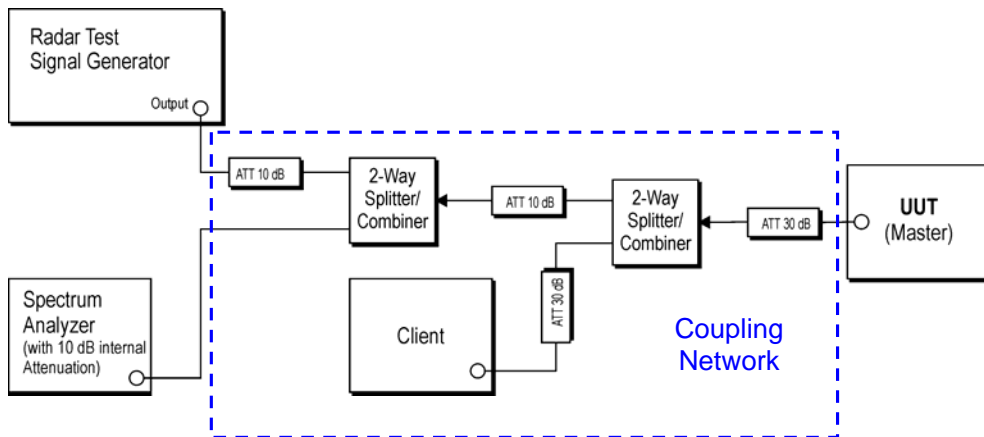 Radar Test
Signal Generator
Output
ATT 10 dB
2-Way
Splitter/
Combiner
ATT 10 dB
2-Way
Splitter/
Combiner
ATT 30 dB
UUT
(Master)
Spectrum
Analyzer
(with 10 dB internal
Attenuation)
Client
ATT 30 dB
Coupling
Network